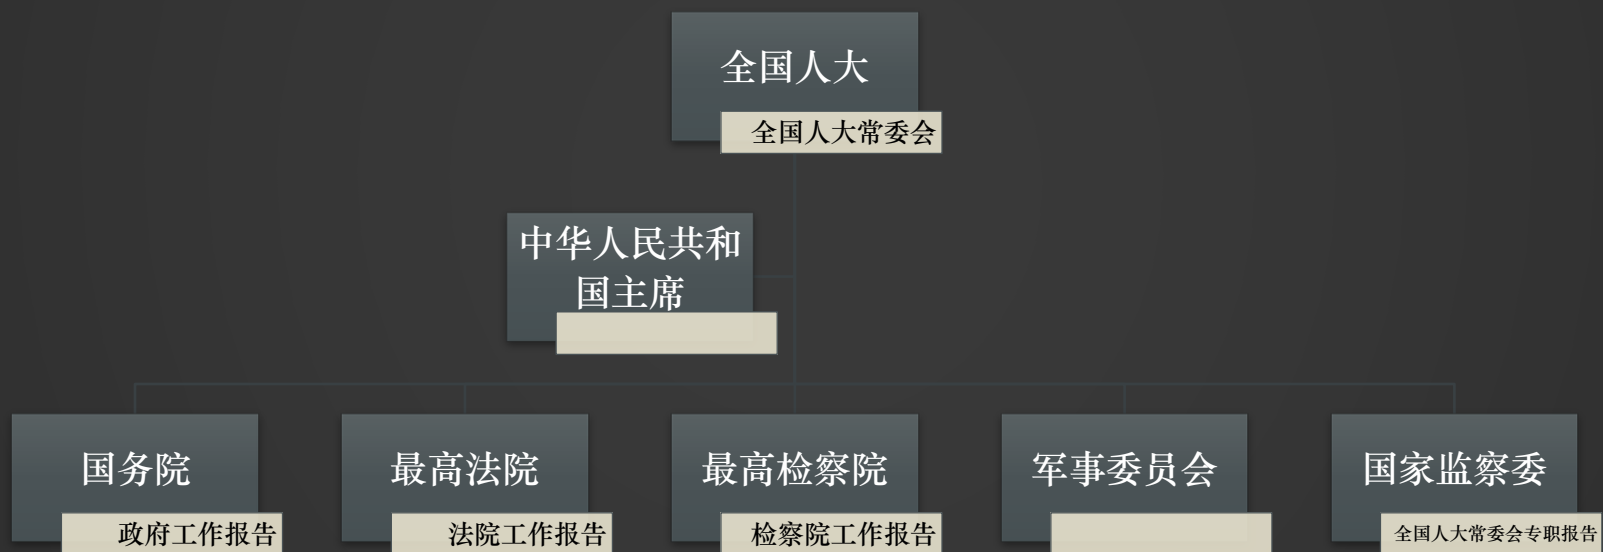 全国人大
全国人大常委会
中华人民共和
国主席
国务院
政府工作报告
最高法院
法院工作报告
最高检察院
检察院工作报告
军事委员会
国家监察委
全国人大常委会专职报告